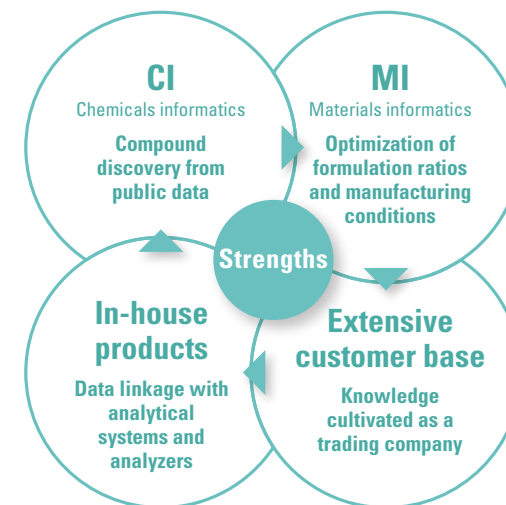 CI
Chemicals informatics
Compound
discovery from
public data
MI
Materials informatics
Optimization of
formulation ratios
and manufacturing
conditions
Strengths
In-house
products
Data linkage with
analytical
systems and
analyzers
Extensive
customer base
Knowledge
cultivated as a
trading company